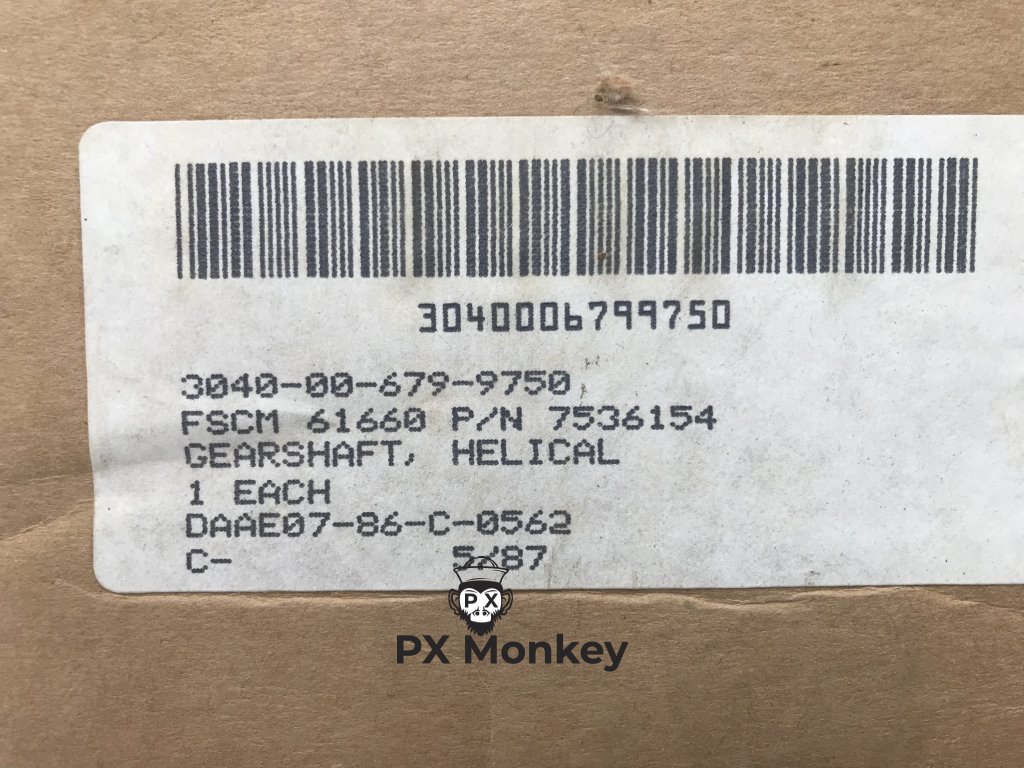 3040006799750
3040-00-679-9750
FSCM 61660 P/N 7536154
GEARSHAFT, HELICAL
1 EACH
DAAE07-86-C-0562
C- 5/87
PX
PX Monkey